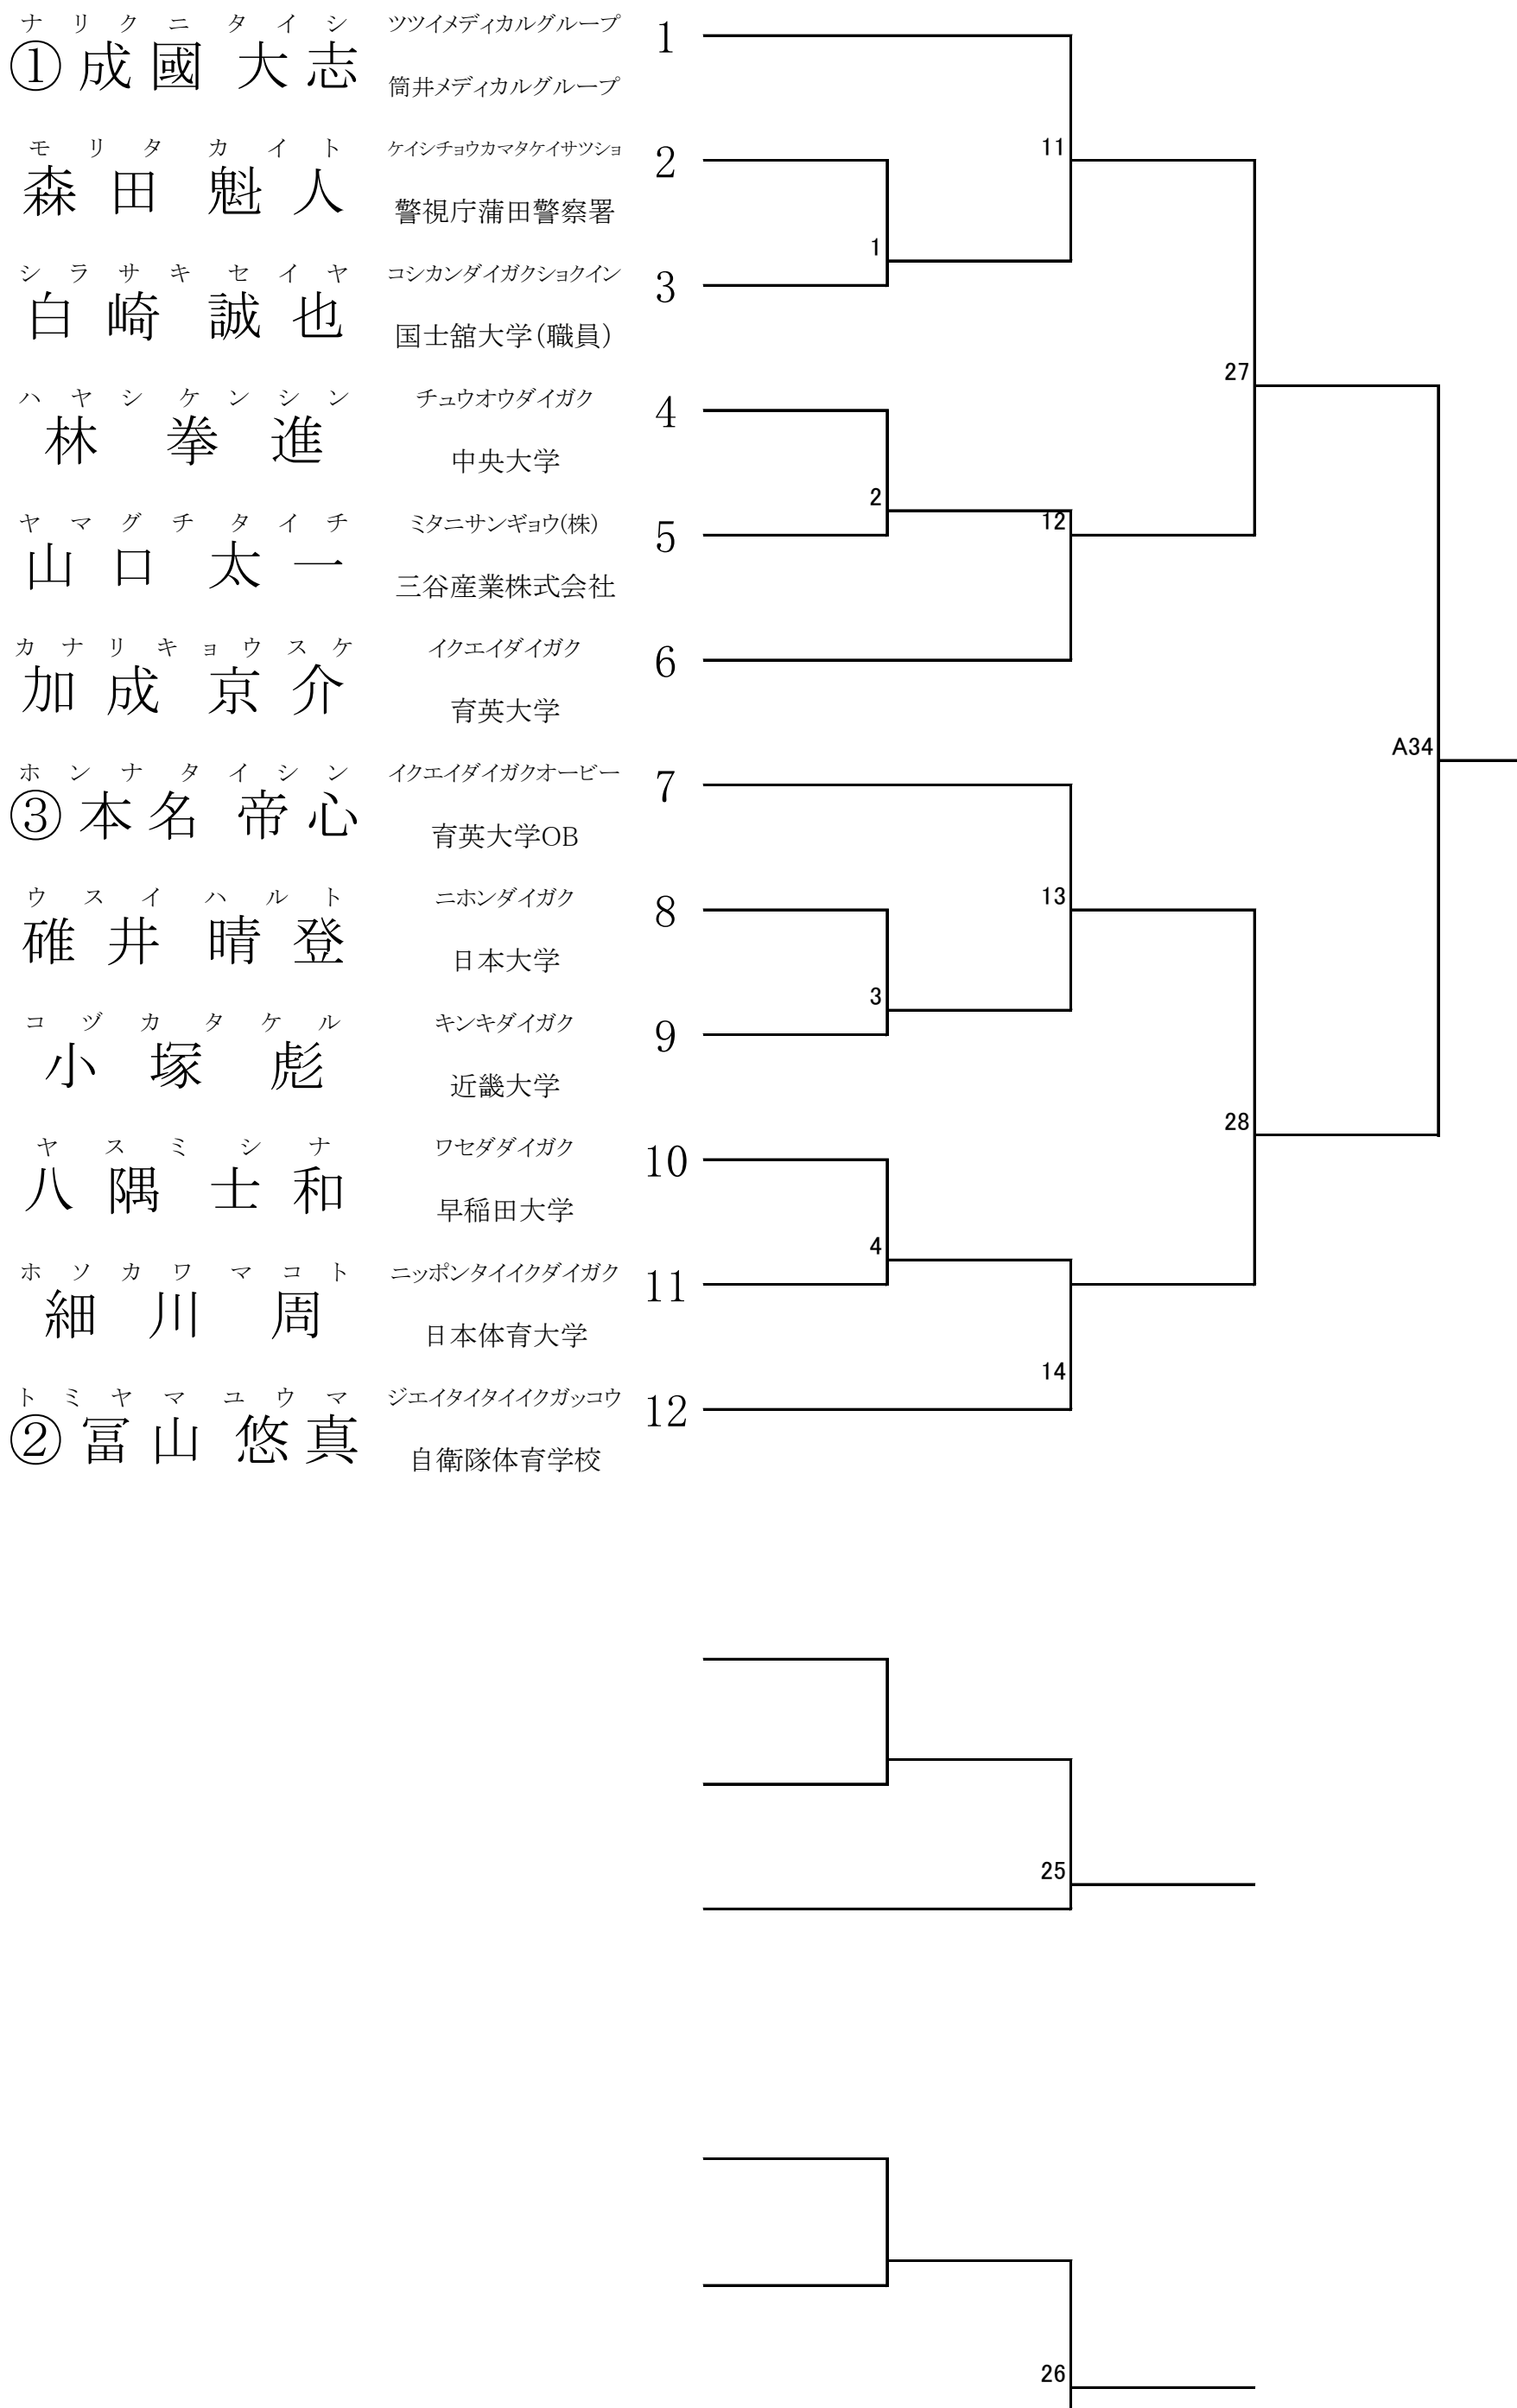 ナリクニタイシ ツツイメディカルグループ
①成國 大志 筒井メディカルグループ 1
モリタカイト ケイシチョウカマタケイサツショ
森田 魁人 警視庁蒲田警察署 2
11
1
シラサキセイヤ コシカンダイガクショクイン
白崎 誠也 国士舘大学(職員) 3
27
ハヤシケンシン チュウオウダイガク
林 拳進 中央大学 4
2
12
ヤマグチタイチ ミタニサンギョウ(株)
山口 太一 三谷産業株式会社 5
カナリキョウスケ イクエイダイガク
加成 京介 育英大学 6
A34
ホンナタイシン イクエイダイガクオービー
③本名 帝心 育英大学OB 7
ウスイハルト ニホンダイガク
碓井 晴登 日本大学 8
13
3
コヅカタケル キンキダイガク
小塚 彪 近畿大学 9
28
ヤスミシナ ワセダダイガク
八隅 士和 早稲田大学 10
4
ホソカワマコト ニッポンタイイクダイガク
細川 周 日本体育大学 11
14
トミヤマユウマ ジエイタイタイイクガッコウ
②冨山 悠真 自衛隊体育学校 12
25
26